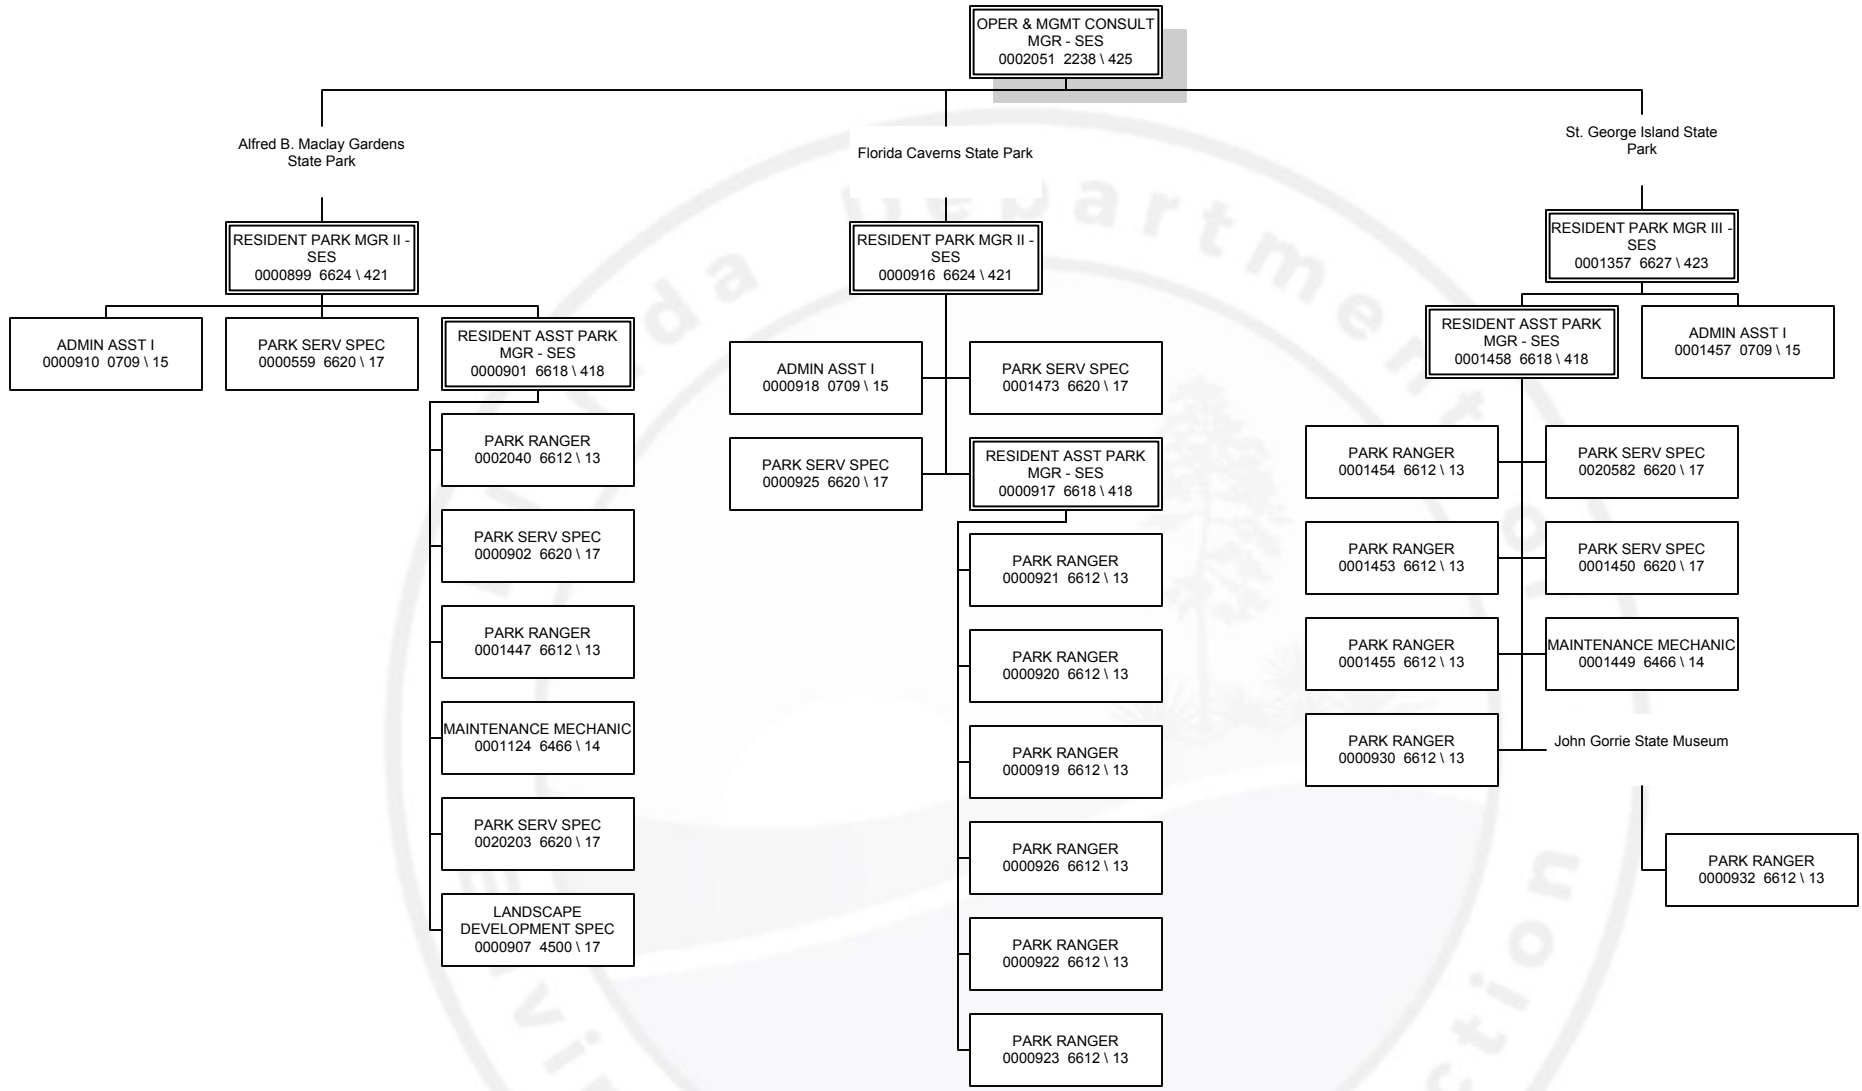 OPER & MGMT CONSULT
MGR - SES
0002051 2238 \ 425
Alfred B. Maclay Gardens
State Park
RESIDENT PARK MGR II -
SES
0000899 6624 \ 421
ADMIN ASST I
0000910 0709 \ 15
PARK SERV SPEC
0000559 6620 \ 17
RESIDENT ASST PARK
MGR - SES
0000901 6618 \ 418
PARK RANGER
0002040 6612 \ 13
PARK SERV SPEC
0000902 6620 \ 17
PARK RANGER
0001447 6612 \ 13
MAINTENANCE MECHANIC
0001124 6466 \ 14
PARK SERV SPEC
0020203 6620 \ 17
LANDSCAPE
DEVELOPMENT SPEC
0000907 4500 \ 17
Florida Caverns State Park
RESIDENT PARK MGR II -
SES
0000916 6624 \ 421
ADMIN ASST I
0000918 0709 \ 15
PARK SERV SPEC
0001473 6620 \ 17
PARK SERV SPEC
0000925 6620 \ 17
RESIDENT ASST PARK
MGR - SES
0000917 6618 \ 418
PARK RANGER
0000921 6612 \ 13
PARK RANGER
0000920 6612 \ 13
PARK RANGER
0000919 6612 \ 13
PARK RANGER
0000926 6612 \ 13
PARK RANGER
0000922 6612 \ 13
PARK RANGER
0000923 6612 \ 13
St. George Island State
Park
RESIDENT PARK MGR III -
SES
0001357 6627 \ 423
RESIDENT ASST PARK
MGR - SES
0001458 6618 \ 418
ADMIN ASST I
0001457 0709 \ 15
PARK RANGER
0001454 6612 \ 13
PARK SERV SPEC
0020582 6620 \ 17
PARK RANGER
0001453 6612 \ 13
PARK SERV SPEC
0001450 6620 \ 17
PARK RANGER
0001455 6612 \ 13
MAINTENANCE MECHANIC
0001449 6466 \ 14
PARK RANGER
0000930 6612 \ 13
John Gorrie State Museum
PARK RANGER
0000932 6612 \ 13